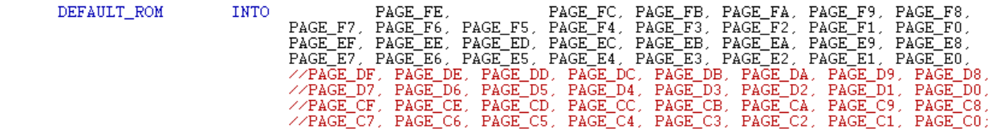 DEFAULT_ROM INTO PAGE_FE, PAGE_FC, PAGE_FB, PAGE_FA, PAGE_F9, PAGE_F8,
PAGE_F7, PAGE_F6, PAGE_F5, PAGE_F4, PAGE_F3, PAGE_F2, PAGE_F1, PAGE_F0,
PAGE_EF, PAGE_EE, PAGE_ED, PAGE_EC, PAGE_EB, PAGE_EA, PAGE_E9, PAGE_E8,
PAGE_E7, PAGE_E6, PAGE_E5, PAGE_E4, PAGE_E3, PAGE_E2, PAGE_E1, PAGE_E0,
//PAGE_DF, PAGE_DE, PAGE_DD, PAGE_DC, PAGE_DB, PAGE_DA, PAGE_D9, PAGE_D8,
//PAGE_D7, PAGE_D6, PAGE_D5, PAGE_D4, PAGE_D3, PAGE_D2, PAGE_D1, PAGE_D0,
//PAGE_CF, PAGE_CE, PAGE_CD, PAGE_CC, PAGE_CB, PAGE_CA, PAGE_C9, PAGE_C8,
//PAGE_C7, PAGE_C6, PAGE_C5, PAGE_C4, PAGE_C3, PAGE_C2, PAGE_C1, PAGE_C0;